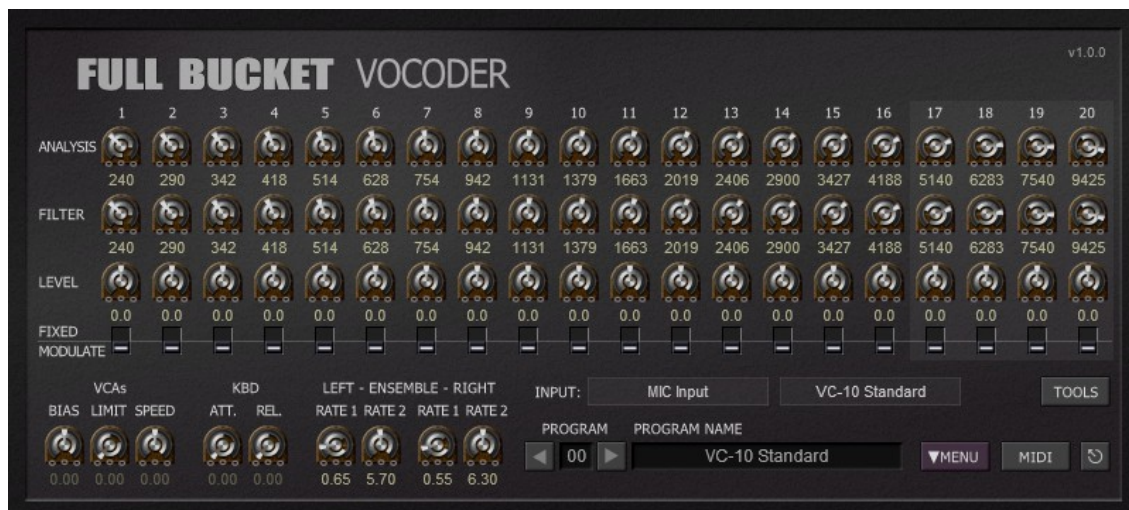 v1.0.0
FULL BUCKET VOCODER
1 2 3 4 5 6 7 8 9 10 11 12 13 14 15 16 17 18 19 20
ANALYSIS
240 290 342 418 514 628 754 942 1131 1379 1663 2019 2406 2900 3427 4188 5140 6283 7540 9425
FILTER
240 290 342 418 514 628 754 942 1131 1379 1663 2019 2406 2900 3427 4188 5140 6283 7540 9425
LEVEL
0.0 0.0 0.0 0.0 0.0 0.0 0.0 0.0 0.0 0.0 0.0 0.0 0.0 0.0 0.0 0.0 0.0 0.0 0.0 0.0
FIXED
MODULATE
VCAs KBD LEFT - ENSEMBLE - RIGHT INPUT: MIC Input VC-10 Standard TOOLS
BIAS LIMIT SPEED ATT. REL. RATE 1 RATE 2 RATE 1 RATE 2
PROGRAM PROGRAM NAME
00 VC-10 Standard ▼MENU MIDI
0.00 0.00 0.00 0.00 0.00 0.65 5.70 0.55 6.30